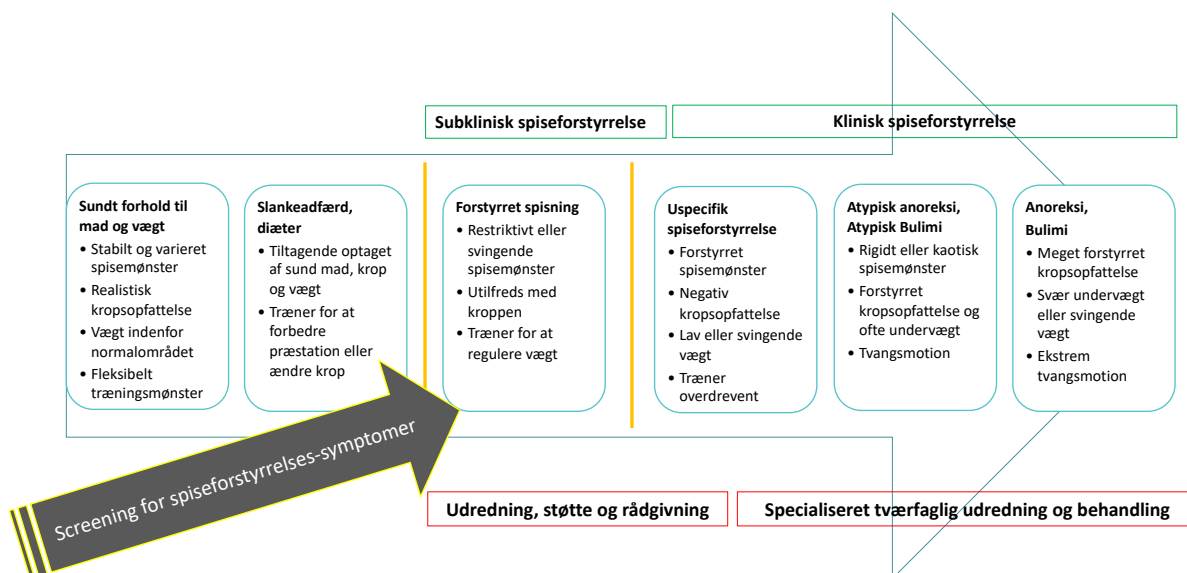 Subklinisk spiseforstyrrelse
Klinisk spiseforstyrrelse
Sundt forhold til
mad og vægt
• Stabilt og varieret
spisemønster
• Realistisk
kropsopfattelse
• Vægt indenfor
normalområdet
• Fleksibelt
træningsmønster
Slankeadfærd,
diæter
• Tiltagende optaget
af sund mad, krop
og vægt
• Træner for at
forbedre
præstation eller
ændre krop
Forstyrret spisning
• Restriktivt eller
svingende
spisemønster
• Utilfreds med
kroppen
• Træner for at
regulere vægt
Uspecifik
spiseforstyrrelse
• Forstyrret
spisemønster
• Negativ
kropsopfattelse
• Lav eller svingende
vægt
• Træner
overdrevent
Atypisk anoreksi,
Atypisk Bulimi
• Rigidt eller kaotisk
spisemønster
• Forstyrret
kropsopfattelse og
ofte undervægt
• Tvangsmotion
Anoreksi,
Bulimi
• Meget forstyrret
kropsopfattelse
• Svær undervægt
eller svingende
vægt
• Ekstrem
tvangsmotion
Screening for spiseforstyrrelses-symptomer
Udredning, støtte og rådgivning
Specialiseret tværfaglig udredning og behandling